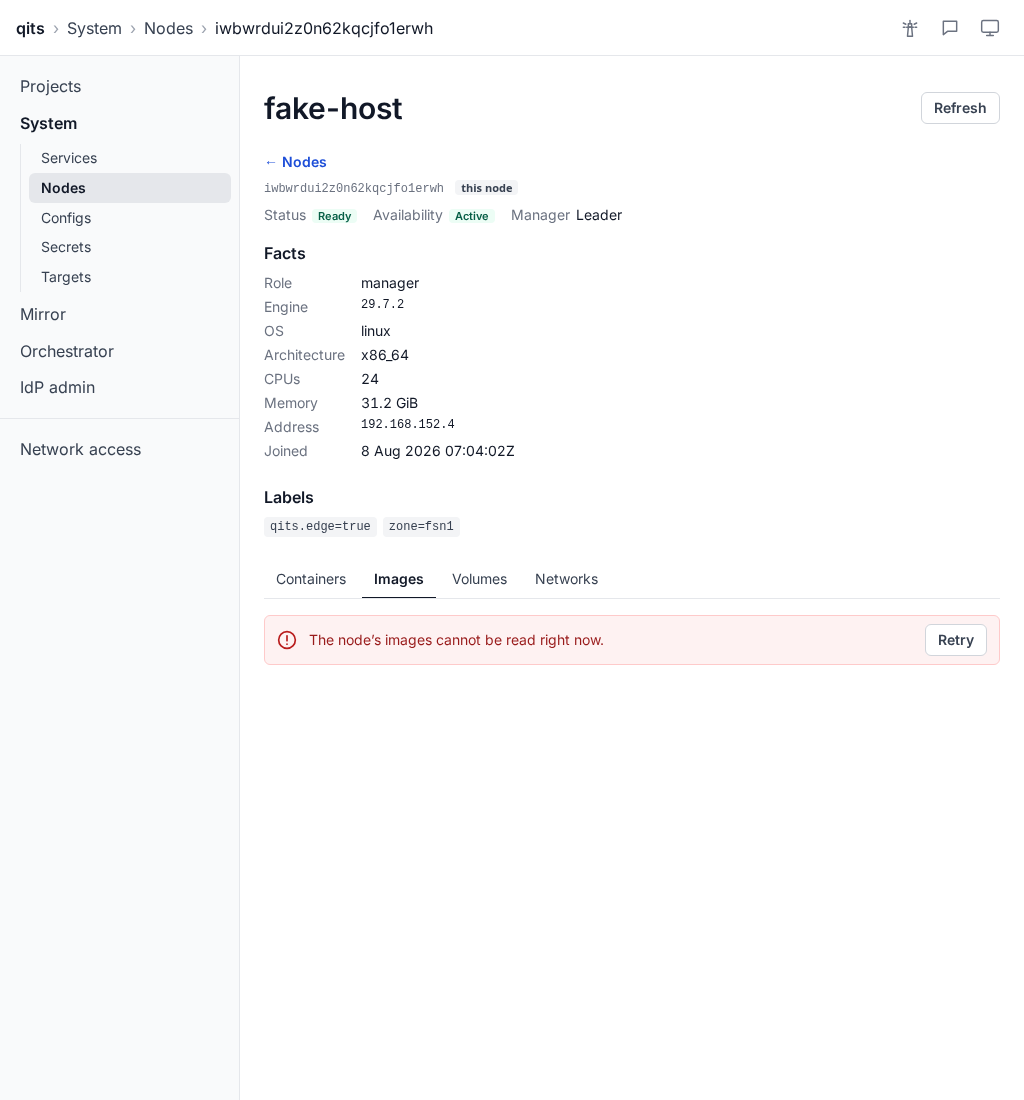 qits › System › Nodes › iwbwrdui2z0n62kqcjfo1erwh
Projects
System
Services
Nodes
Configs
Secrets
Targets
Mirror
Orchestrator
IdP admin
Network access
fake-host
Refresh
← Nodes
iwbwrdui2z0n62kqcjfo1erwh this node
Status Ready Availability Active Manager Leader
Facts
Role manager
Engine 29.7.2
OS linux
Architecture x86_64
CPUs 24
Memory 31.2 GiB
Address 192.168.152.4
Joined 8 Aug 2026 07:04:02Z
Labels
qits.edge=true zone=fsn1
Containers Images Volumes Networks
The node’s images cannot be read right now.
Retry